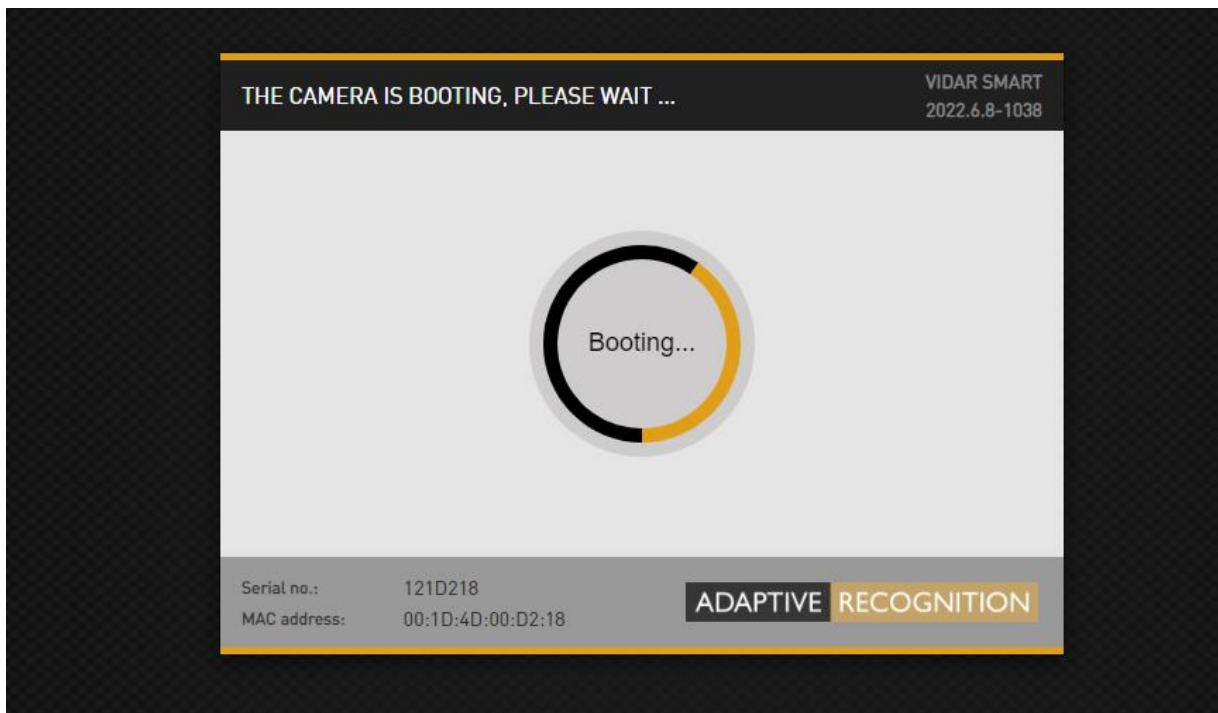 THE CAMERA IS BOOTING, PLEASE WAIT ...
VIDAR SMART
2022.6.8-1038
Booting...
Serial no.: 121D218
MAC address: 00:1D:4D:00:D2:18
ADAPTIVE RECOGNITION